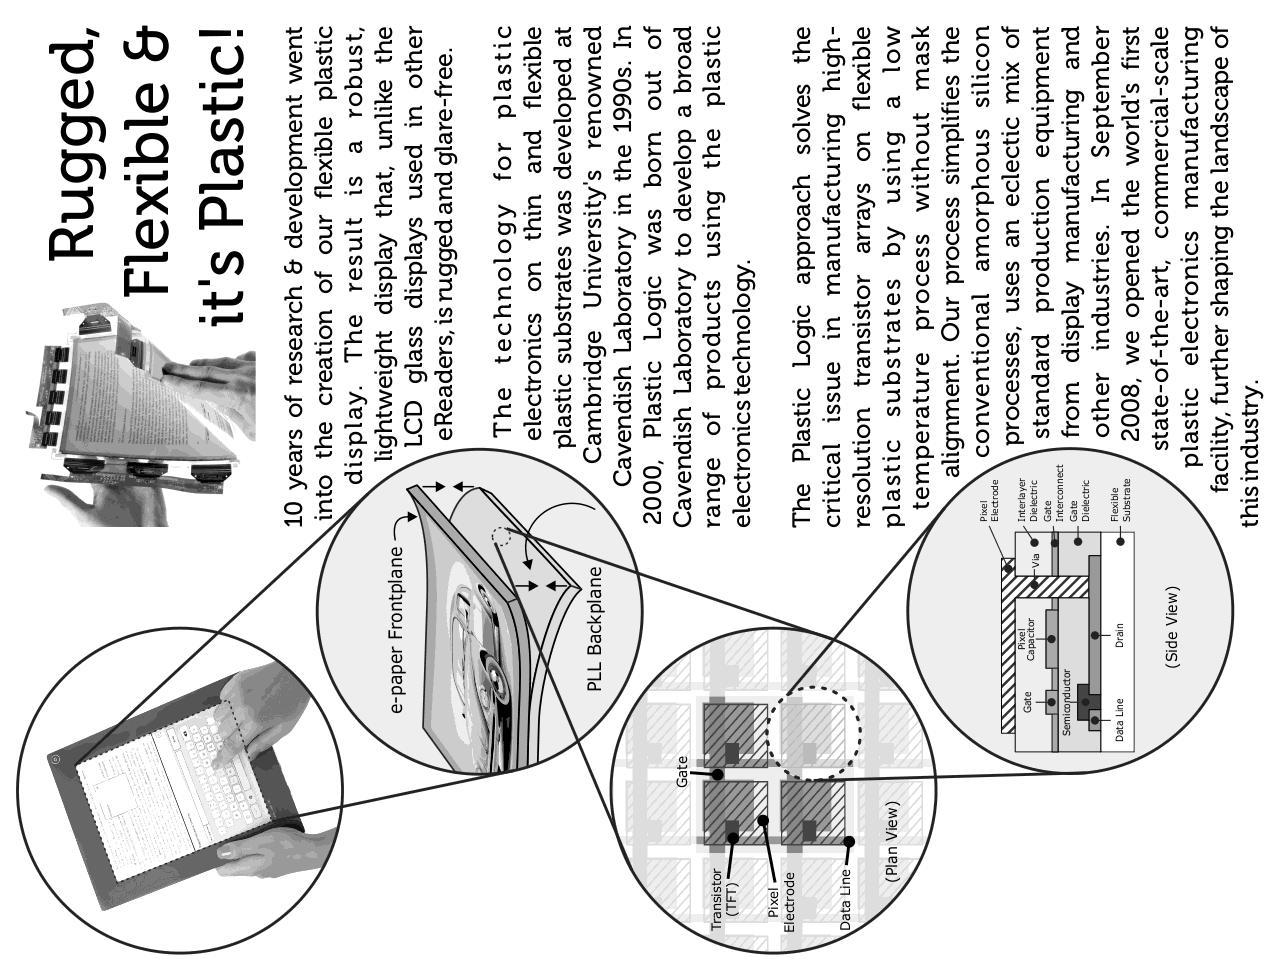 Rugged,
Flexible &
it's Plastic!
10 years of research & development went
into the creation of our flexible plastic
display. The result is a robust,
lightweight display that, unlike the
LCD glass displays used in other
eReaders, is rugged and glare-free.
The technology for plastic
electronics on thin and flexible
plastic substrates was developed at
Cambridge University's renowned
Cavendish Laboratory in the 1990s. In
2000, Plastic Logic was born out of
Cavendish Laboratory to develop a broad
range of products using the plastic
electronics technology.
The Plastic Logic approach solves the
critical issue in manufacturing high-
resolution transistor arrays on flexible
plastic substrates by using a low
temperature process without mask
alignment. Our process simplifies the
conventional amorphous silicon
processes, uses an eclectic mix of
standard production equipment
from display manufacturing and
other industries. In September
2008, we opened the world's first
state-of-the-art, commercial-scale
plastic electronics manufacturing
facility, further shaping the landscape of
this industry.
e-paper Frontplane
PLL Backplane
Gate
Transistor
(TFT)
Pixel
Electrode
Data Line
(Plan View)
Pixel
Electrode
Interlayer
Dielectric
Gate
Interconnect
Gate
Dielectric
Flexible
Substrate
Via
Pixel
Capacitor
Gate
Semiconductor
Drain
Data Line
(Side View)